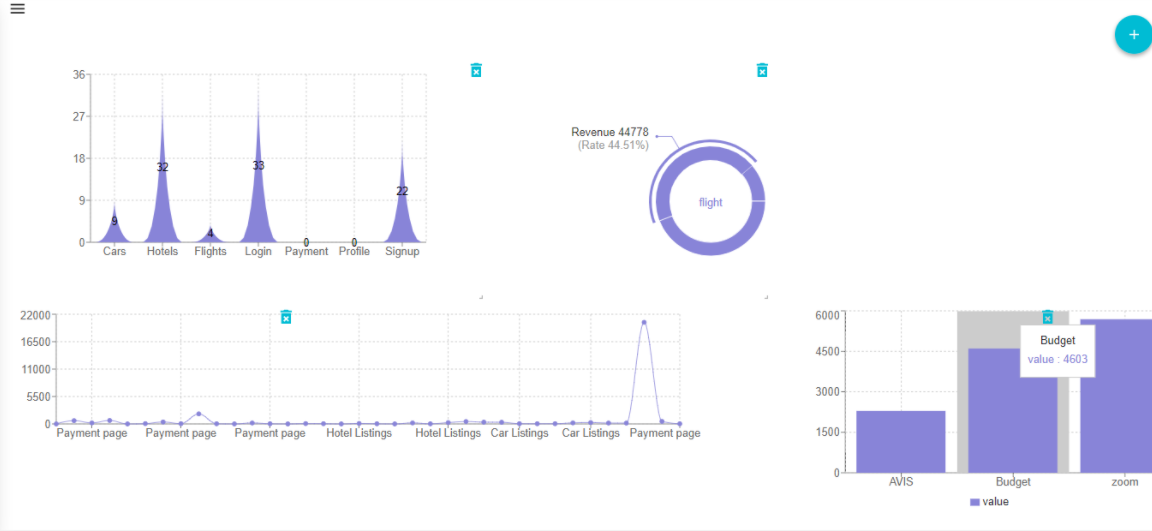 +
36
27
18
9
0
9
32
4
33
0
0
22
Cars Hotels Flights Login Payment Profile Signup
Revenue 44778
(Rate 44.51%)
flight
22000
16500
11000
5500
0
Payment page Payment page Payment page Hotel Listings Hotel Listings Car Listings Car Listings Payment page
6000
4500
3000
1500
0
Budget
value : 4603
AVIS Budget zoom
value